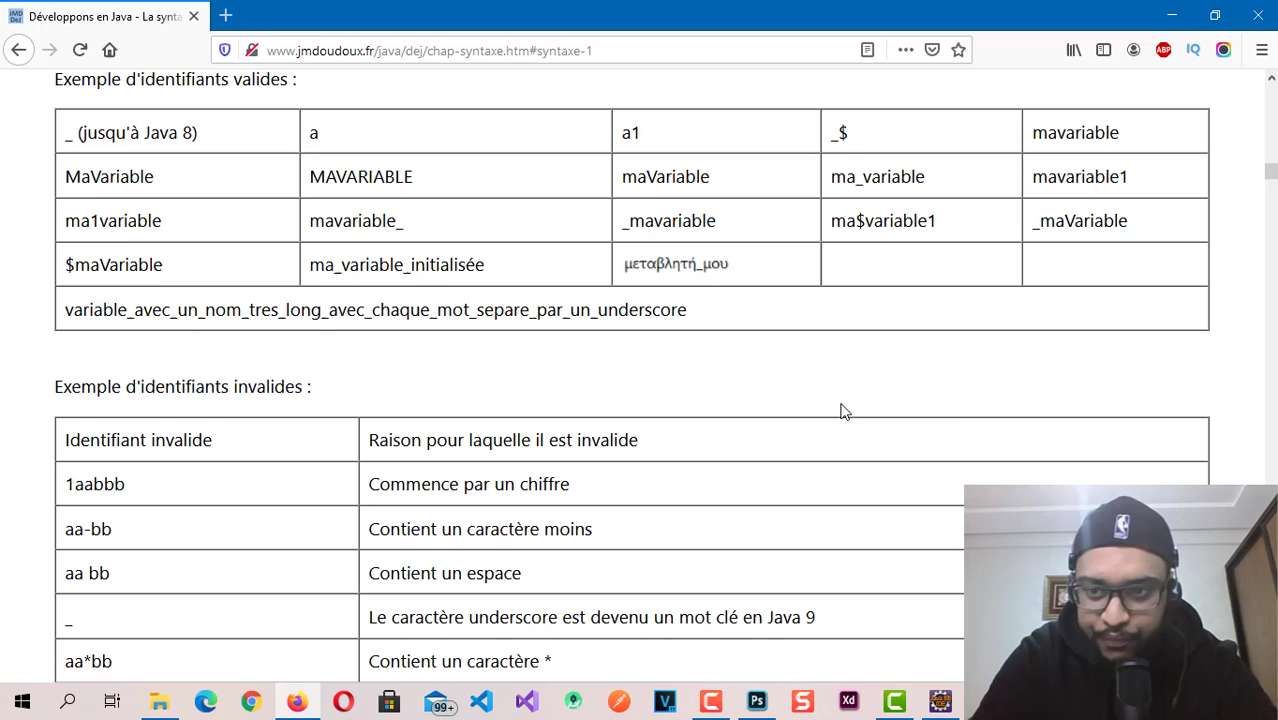 Développons en Java - La synta
www.jmdoudoux.fr/java/dej/chap-syntaxe.htm#syntaxe-1
ABP
IQ
Exemple d'identifiants valides :
_ (jusqu'à Java 8) a a1 _$ mavariable
MaVariable MAVARIABLE maVariable ma_variable mavariable1
ma1variable mavariable_ _mavariable ma$variable1 _maVariable
$maVariable ma_variable_initialisée μεταβλητή_μου
variable_avec_un_nom_tres_long_avec_chaque_mot_separe_par_un_underscore
Exemple d'identifiants invalides :
Identifiant invalide Raison pour laquelle il est invalide
1aabbb Commence par un chiffre
aa-bb Contient un caractère moins
aa bb Contient un espace
_ Le caractère underscore est devenu un mot clé en Java 9
aa*bb Contient un caractère *
99+
Ps
Xd